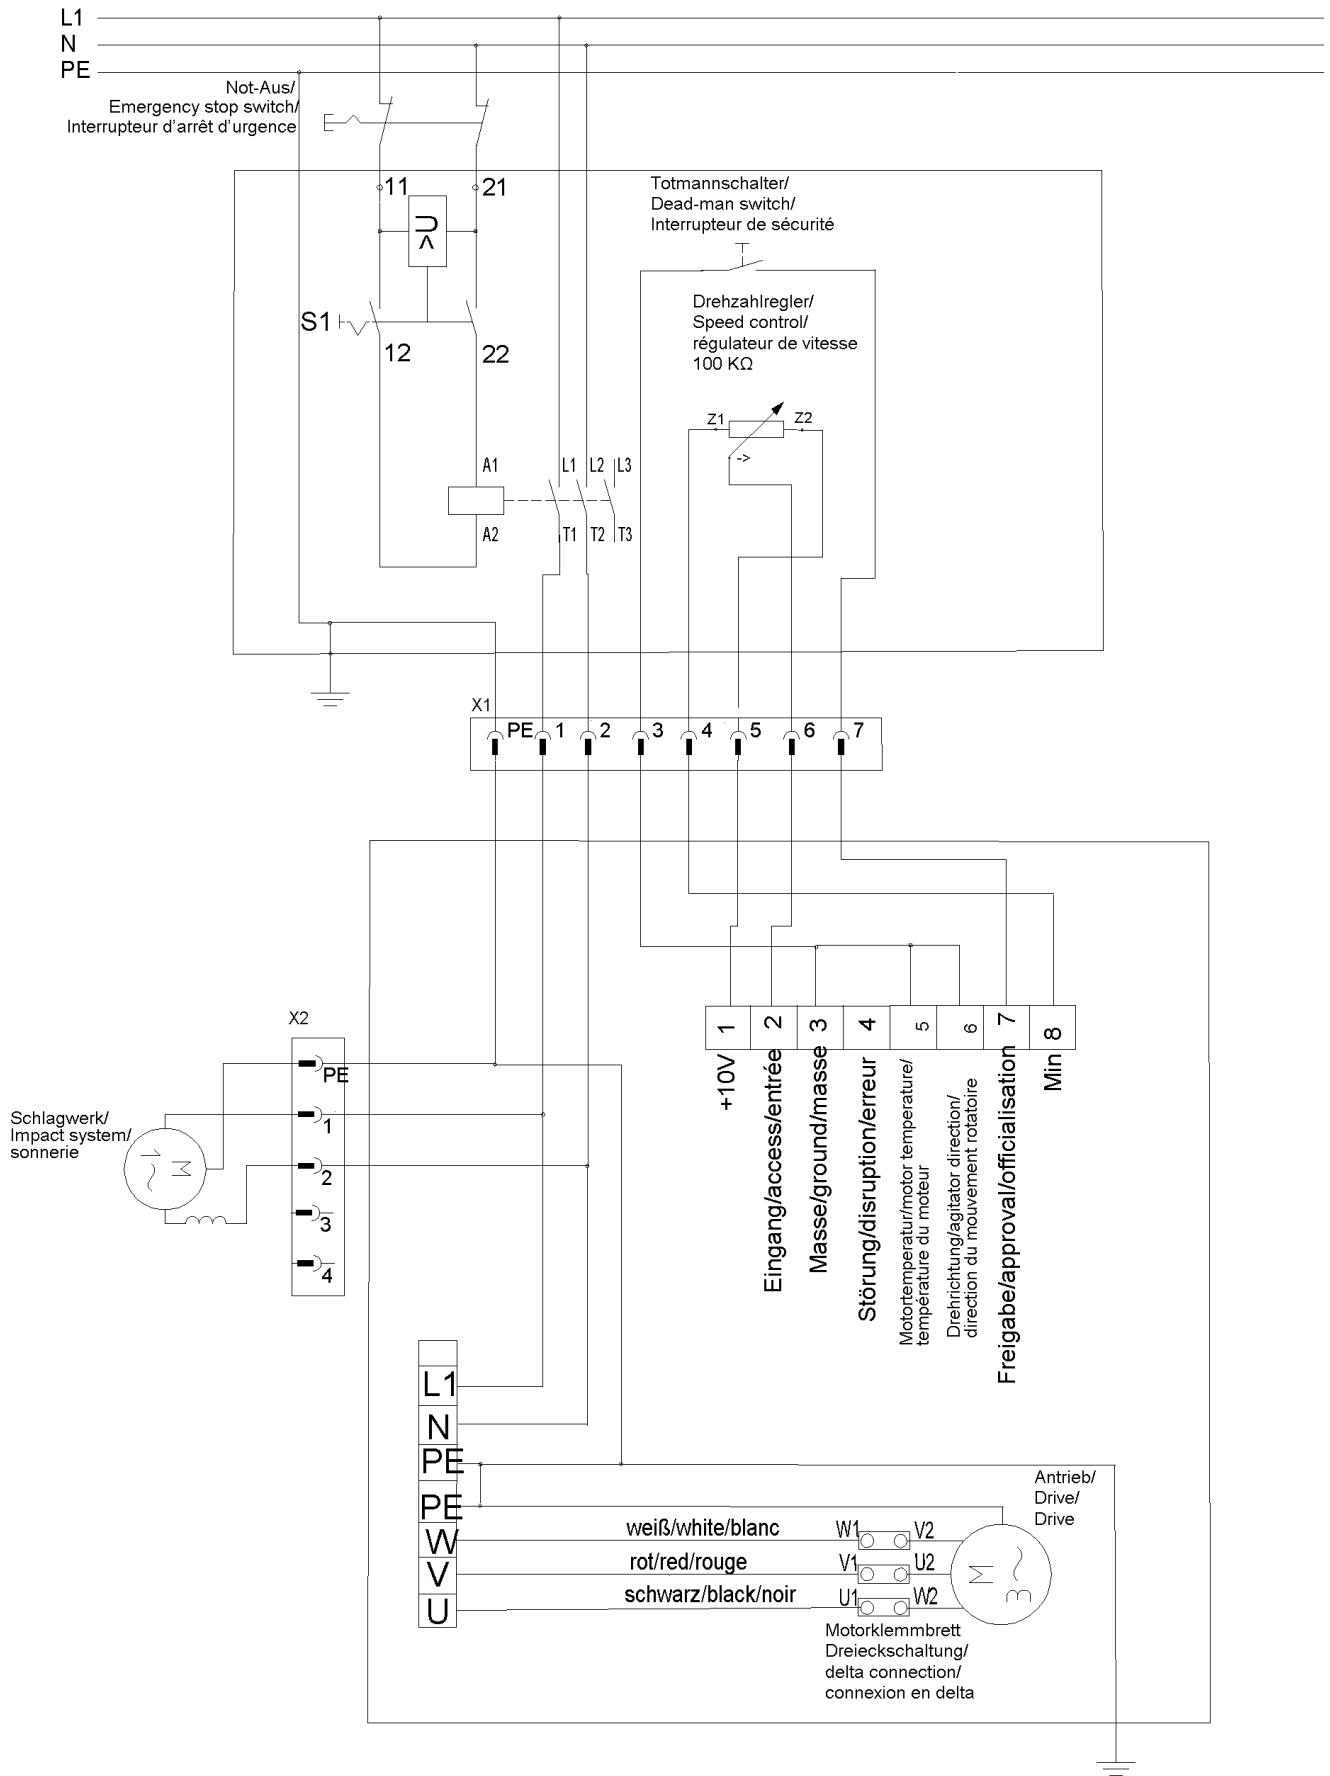 L1
N
PE
Not-Aus/
Emergency stop switch/
Interrupteur d'arrêt d'urgence
11
21
U<
S1
12
22
Totmannschalter/
Dead-man switch/
Interrupteur de sécurité
Drehzahlregler/
Speed control/
régulateur de vitesse
100 KΩ
Z1
Z2
->
A1
A2
L1
L2
L3
T1
T2
T3
X1
PE
1
2
3
4
5
6
7
1
2
3
4
5
6
7
8
+10V
Eingang/access/entrée
Masse/ground/masse
Störung/disruption/erreur
Motortemperatur/motor temperature/
température du moteur
Drehrichtung/agitator direction/
direction du mouvement rotatoire
Freigabe/approval/officialisation
Min
X2
PE
1
2
3
4
Schlagwerk/
Impact system/
sonnerie
M
1~
L1
N
PE
PE
W
V
U
weiß/white/blanc
rot/red/rouge
schwarz/black/noir
W1
V2
V1
U2
U1
W2
Antrieb/
Drive/
Drive
M
3~
Motorklemmbrett
Dreieckschaltung/
delta connection/
connexion en delta